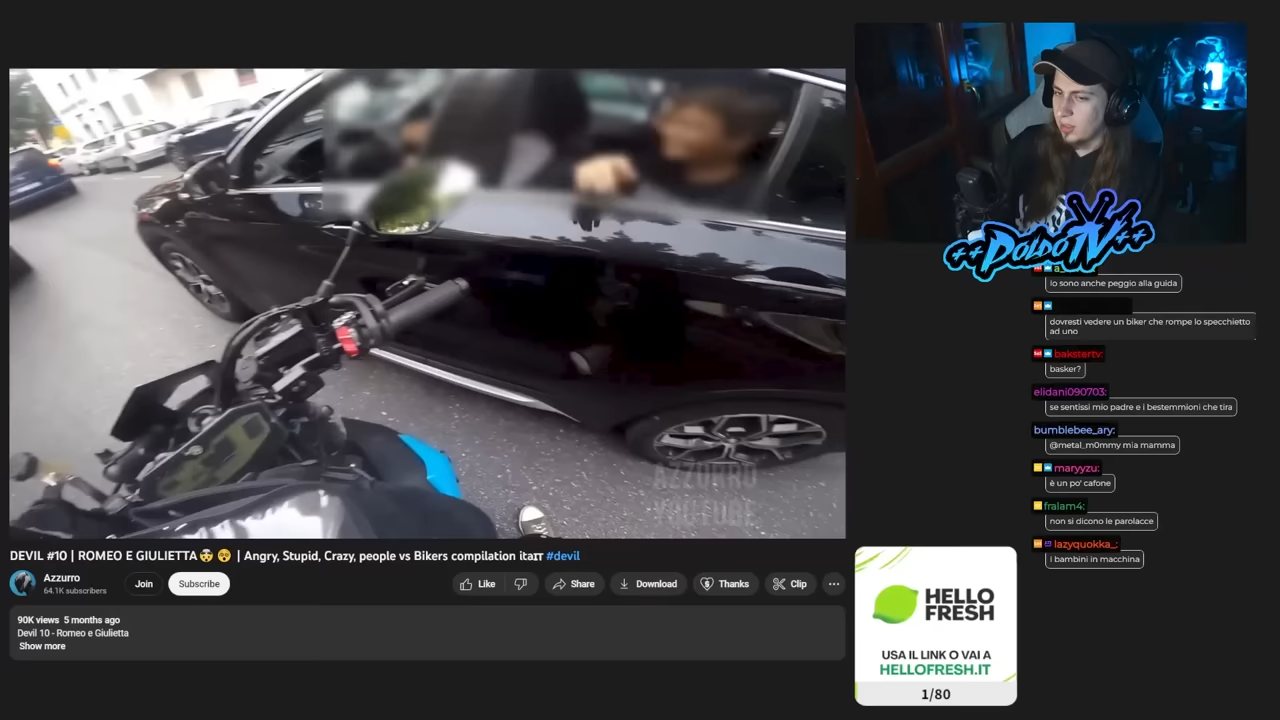 AZZURRO
YOUTUBE
DEVIL #10 | ROMEO E GIULIETTA🤯 😵 | Angry, Stupid, Crazy, people vs Bikers compilation itaɪᴛ #devil
Azzurro
64.1K subscribers
Join
Subscribe
Like
Share
Download
Thanks
Clip
90K views 5 months ago
Devil 10 - Romeo e Giulietta
Show more
++POLDOTV++
io sono anche peggio alla guida
dovresti vedere un biker che rompe lo specchietto
ad uno
bakstertv:
basker?
elidani090703:
se sentissi mio padre e i bestemmioni che tira
bumblebee_ary:
@metal_m0mmy mia mamma
maryyzu:
è un po' cafone
fralam4:
non si dicono le parolacce
lazyquokka_:
i bambini in macchina
HELLO
FRESH
USA IL LINK O VAI A
HELLOFRESH.IT
1/80